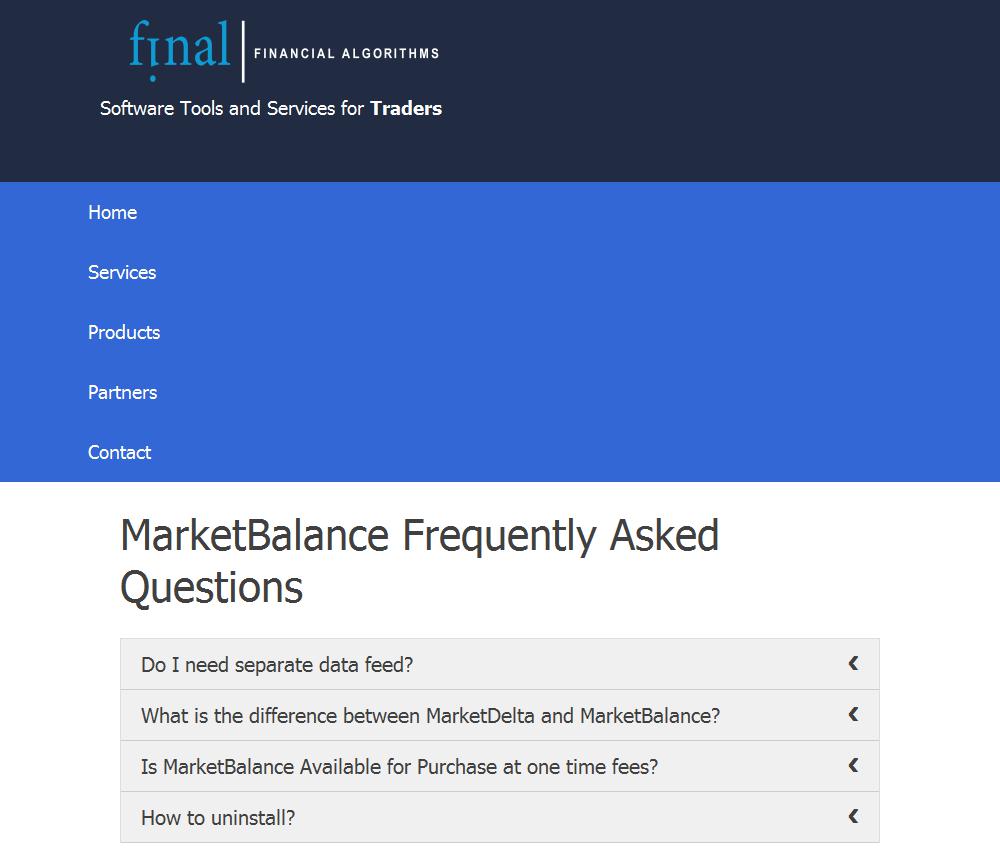 final FINANCIAL ALGORITHMS
Software Tools and Services for Traders
Home
Services
Products
Partners
Contact
MarketBalance Frequently Asked
Questions
Do I need separate data feed?
What is the difference between MarketDelta and MarketBalance?
Is MarketBalance Available for Purchase at one time fees?
How to uninstall?